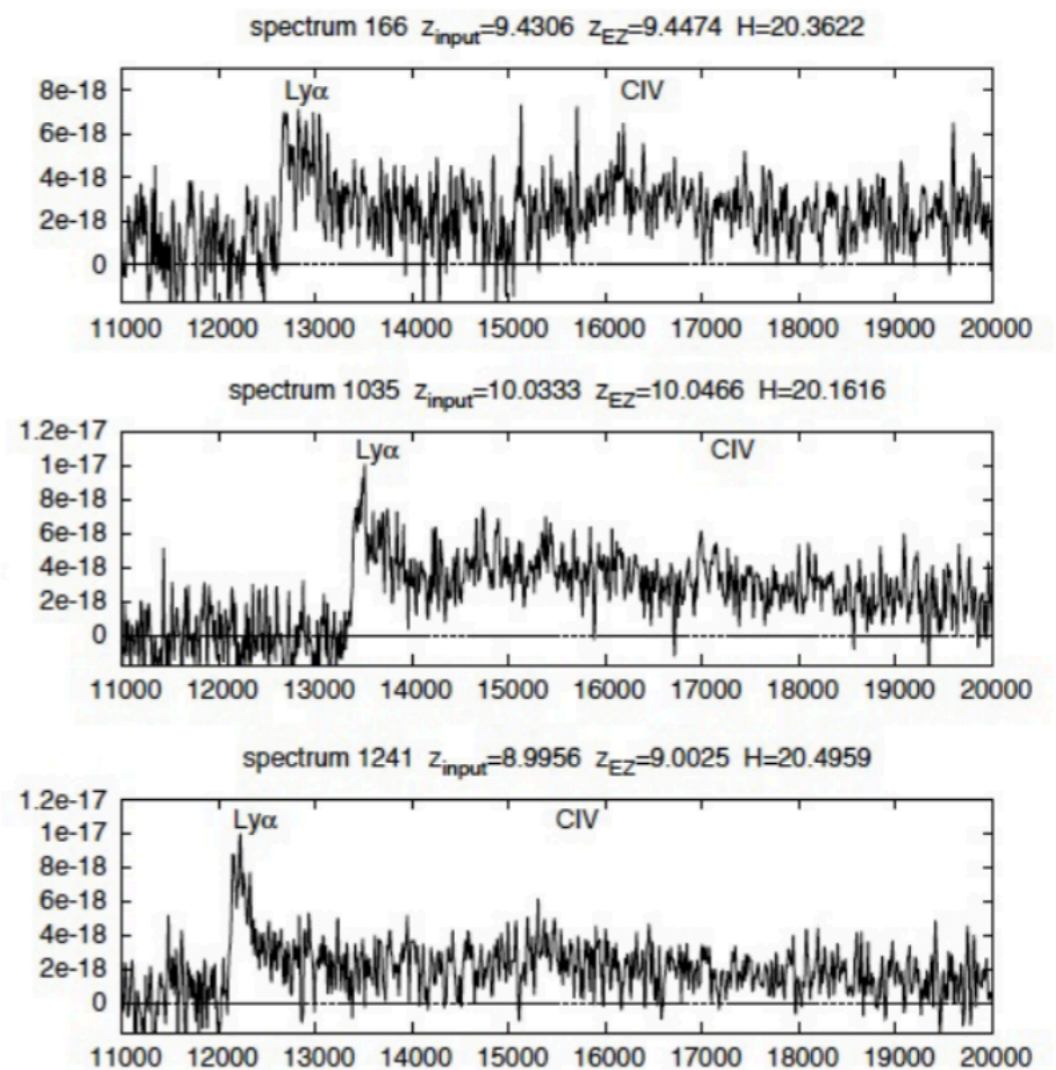 spectrum 166 z_input=9.4306 z_EZ=9.4474 H=20.3622
8e-18
Lyα CIV
6e-18
4e-18
2e-18
0
11000 12000 13000 14000 15000 16000 17000 18000 19000 20000
spectrum 1035 z_input=10.0333 z_EZ=10.0466 H=20.1616
1.2e-17
Lyα CIV
1e-17
8e-18
6e-18
4e-18
2e-18
0
11000 12000 13000 14000 15000 16000 17000 18000 19000 20000
spectrum 1241 z_input=8.9956 z_EZ=9.0025 H=20.4959
1.2e-17
Lyα CIV
1e-17
8e-18
6e-18
4e-18
2e-18
0
11000 12000 13000 14000 15000 16000 17000 18000 19000 20000